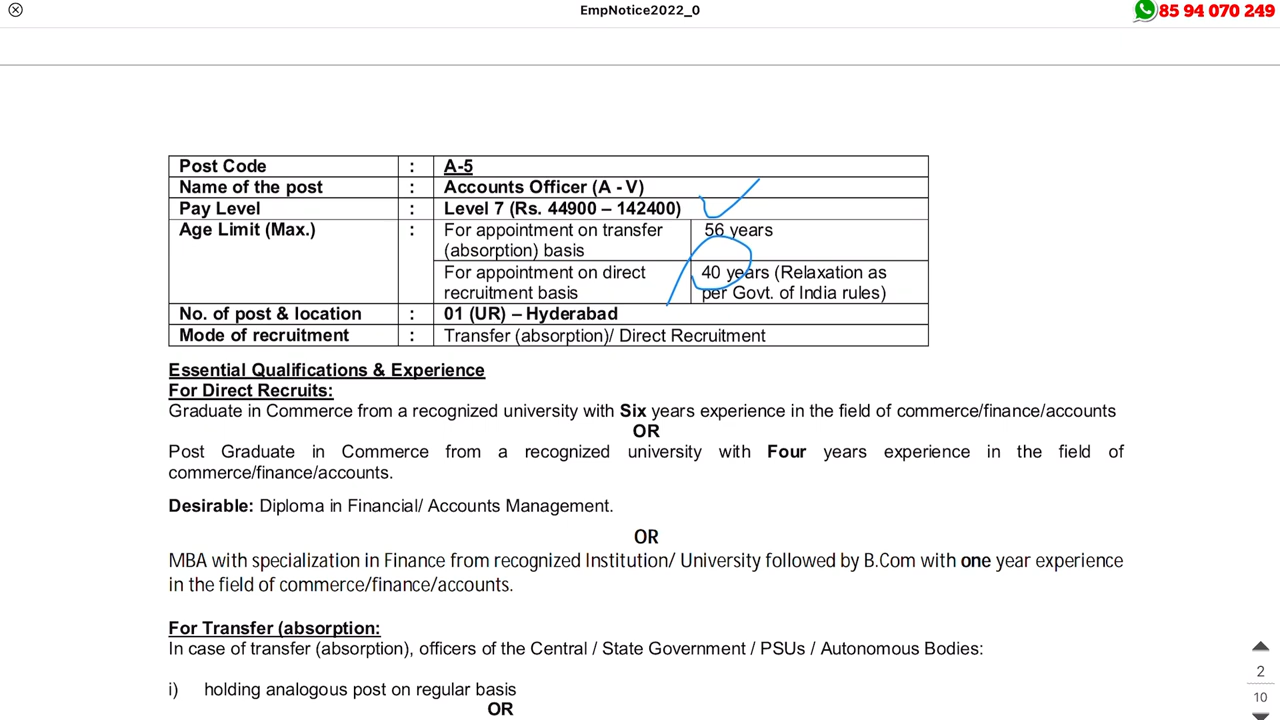 EmpNotice2022_0
85 94 070 249
Post Code : A-5
Name of the post : Accounts Officer (A - V)
Pay Level : Level 7 (Rs. 44900 – 142400)
Age Limit (Max.) : For appointment on transfer (absorption) basis 56 years
For appointment on direct recruitment basis 40 years (Relaxation as per Govt. of India rules)
No. of post & location : 01 (UR) – Hyderabad
Mode of recruitment : Transfer (absorption)/ Direct Recruitment
Essential Qualifications & Experience
For Direct Recruits:
Graduate in Commerce from a recognized university with Six years experience in the field of commerce/finance/accounts
OR
Post Graduate in Commerce from a recognized university with Four years experience in the field of
commerce/finance/accounts.
Desirable: Diploma in Financial/ Accounts Management.
OR
MBA with specialization in Finance from recognized Institution/ University followed by B.Com with one year experience
in the field of commerce/finance/accounts.
For Transfer (absorption:
In case of transfer (absorption), officers of the Central / State Government / PSUs / Autonomous Bodies:
i) holding analogous post on regular basis
OR
2
10